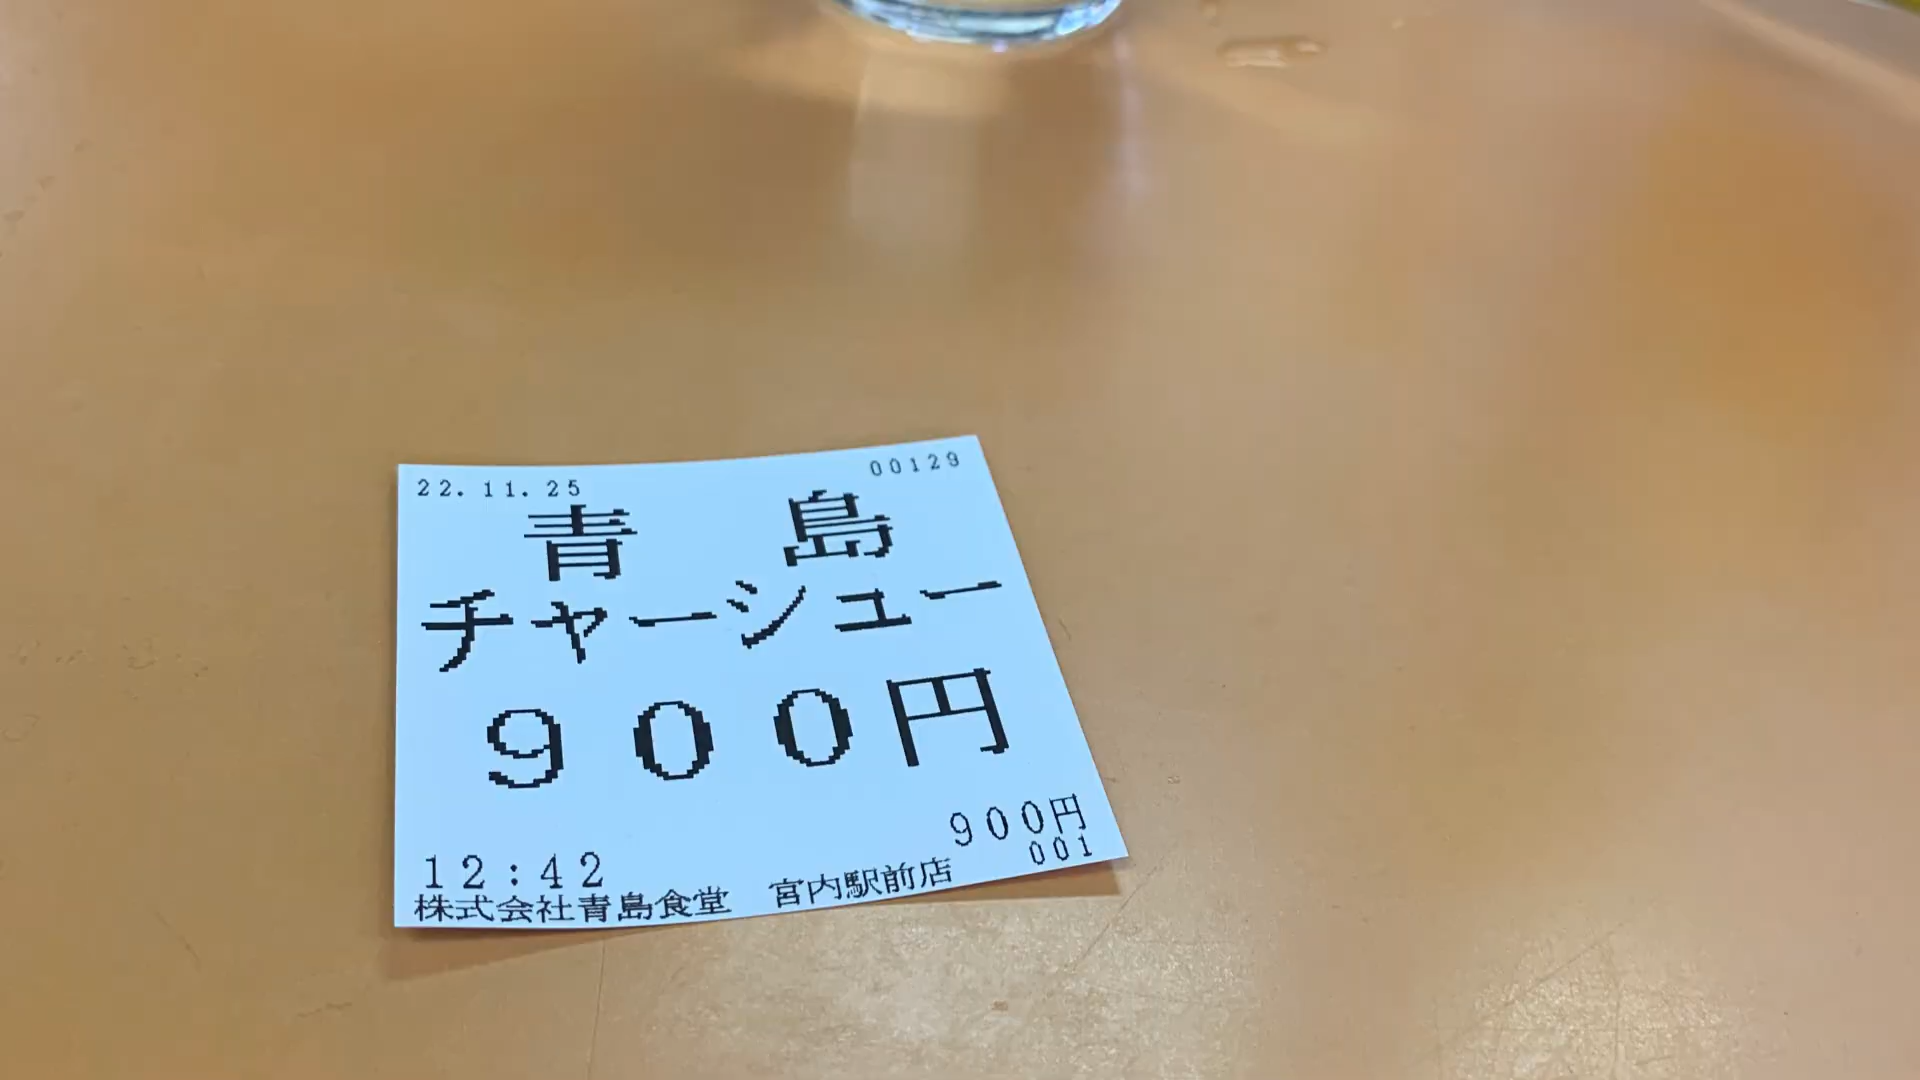 22.11.25 00129
青 島
チャーシュー
900円
900円
12:42 001
株式会社青島食堂 宮内駅前店